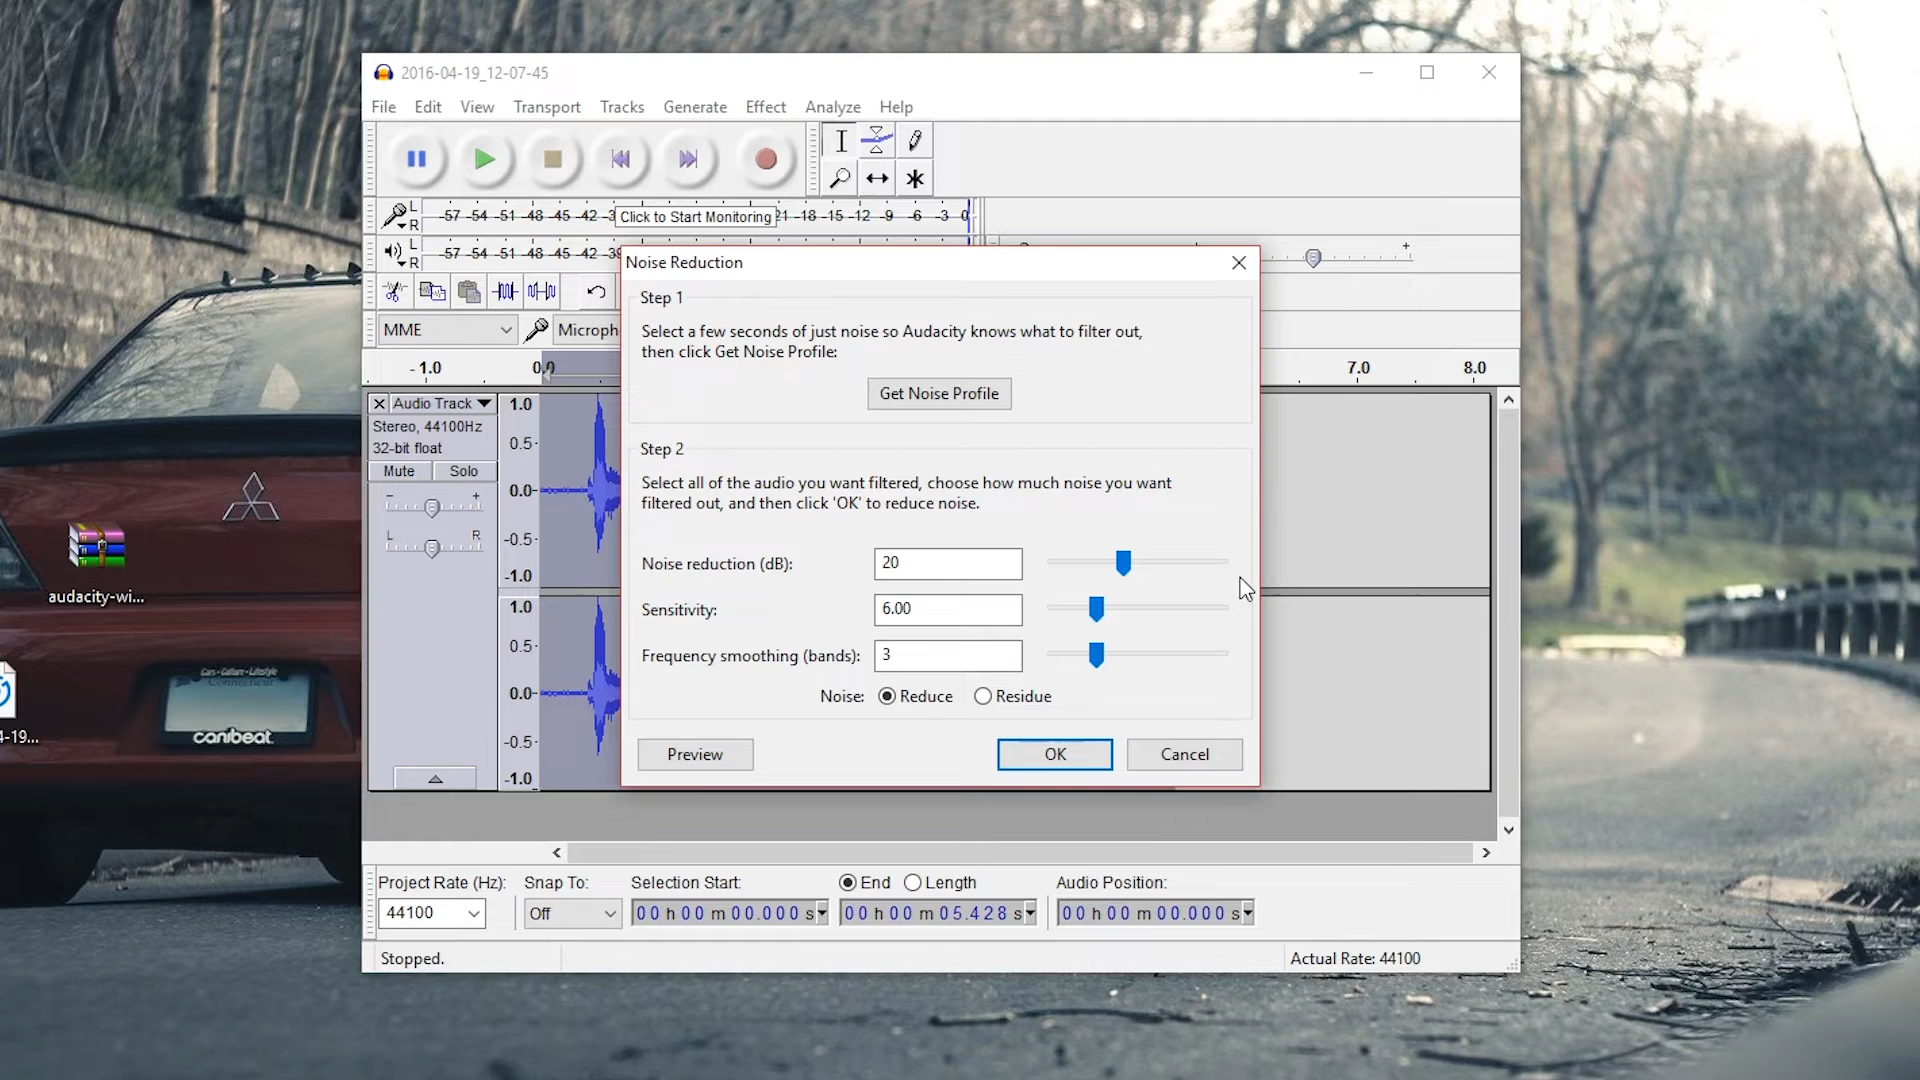 2016-04-19_12-07-45
File Edit View Transport Tracks Generate Effect Analyze Help
L
R
-57 -54 -51 -48 -45 -42 -3
Click to Start Monitoring
21 -18 -15 -12 -9 -6 -3 0
L
R
-57 -54 -51 -48 -45 -42 -39
+
MME
Microph
- 1.0 0.0 7.0 8.0
Noise Reduction
Step 1
Select a few seconds of just noise so Audacity knows what to filter out,
then click Get Noise Profile:
Get Noise Profile
Step 2
Select all of the audio you want filtered, choose how much noise you want
filtered out, and then click 'OK' to reduce noise.
Noise reduction (dB): 20
Sensitivity: 6.00
Frequency smoothing (bands): 3
Noise: Reduce Residue
Preview OK Cancel
Audio Track
Stereo, 44100Hz
32-bit float
Mute Solo
- +
L R
1.0
0.5-
0.0-
-0.5-
-1.0
1.0
0.5-
0.0-
-0.5-
-1.0
Project Rate (Hz): Snap To: Selection Start: End Length Audio Position:
44100 Off 00 h 00 m 00.000 s 00 h 00 m 05.428 s 00 h 00 m 00.000 s
Stopped. Actual Rate: 44100
audacity-wi...
4-19...
Cars-Culture-Lifestyle
Connecticut
canibeat.